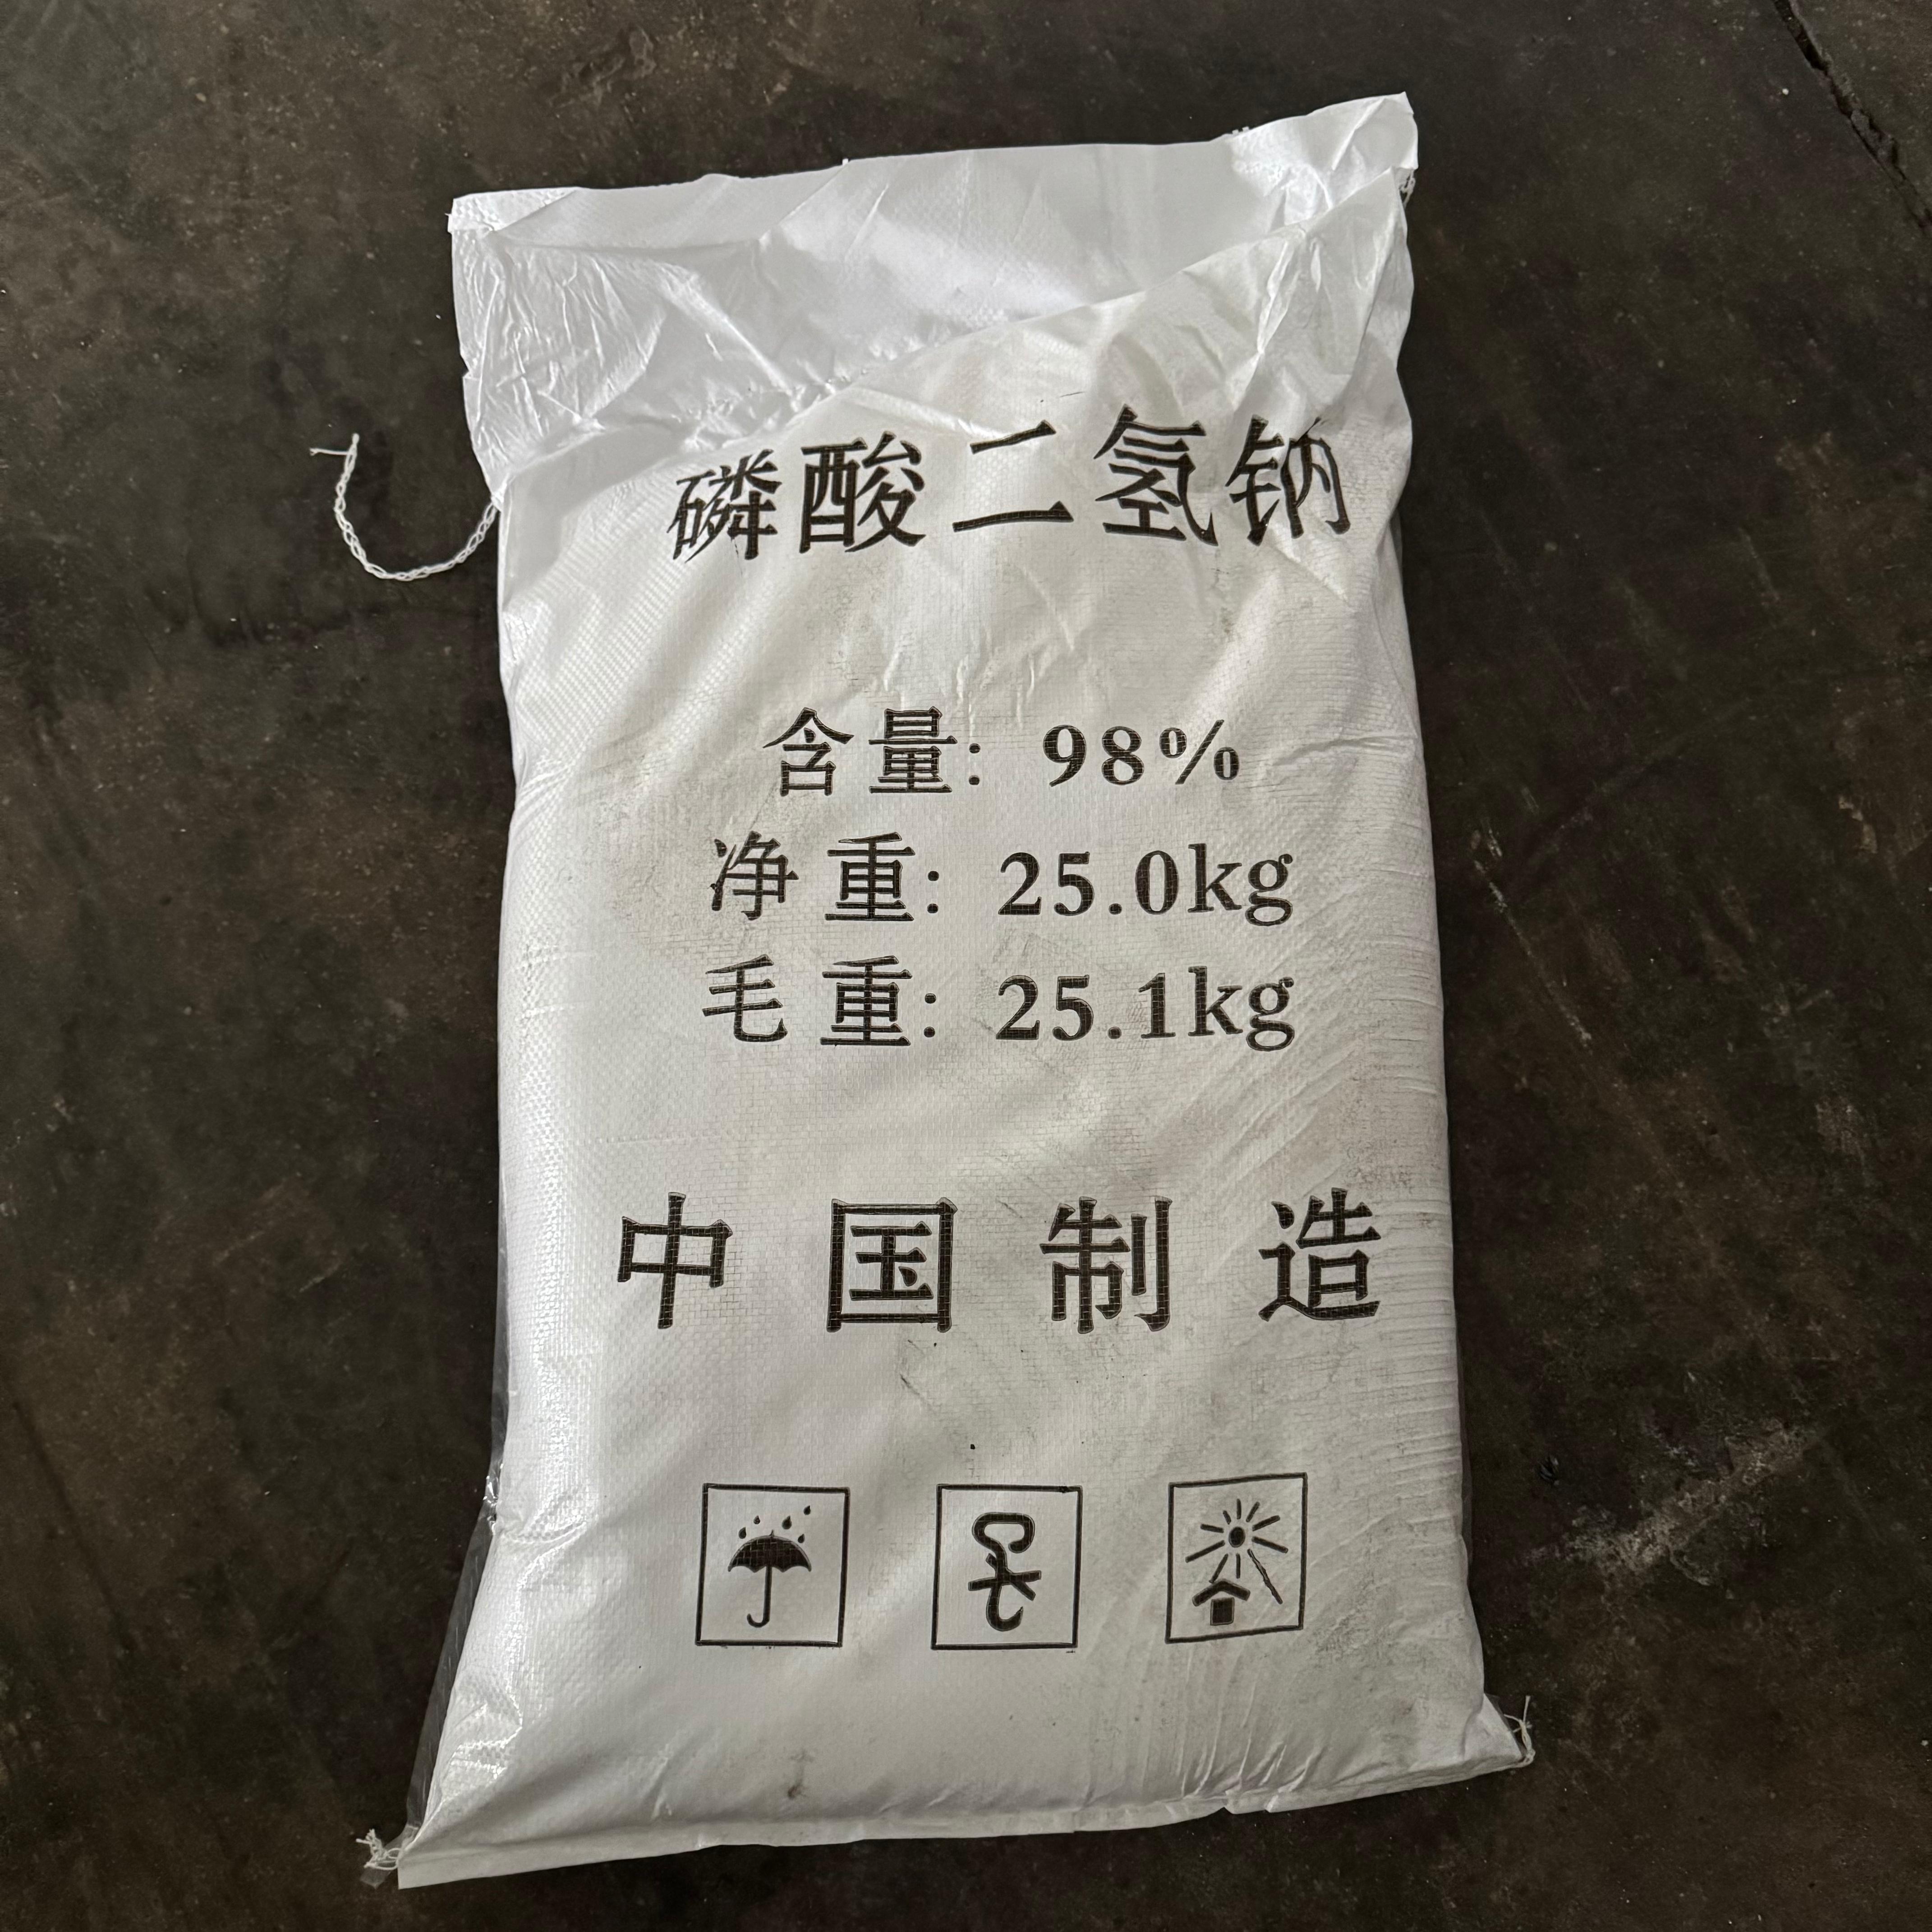 磷酸二氢钠
含量: 98%
净重: 25.0kg
毛重: 25.1kg
中国制造